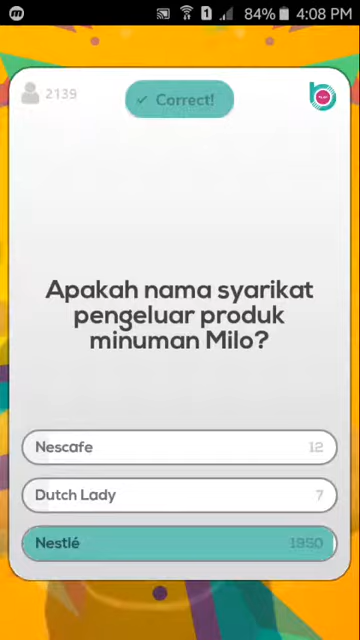 84% 4:08 PM
2139
Correct!
Apakah nama syarikat
pengeluar produk
minuman Milo?
Nescafe 12
Dutch Lady 7
Nestlé 1950